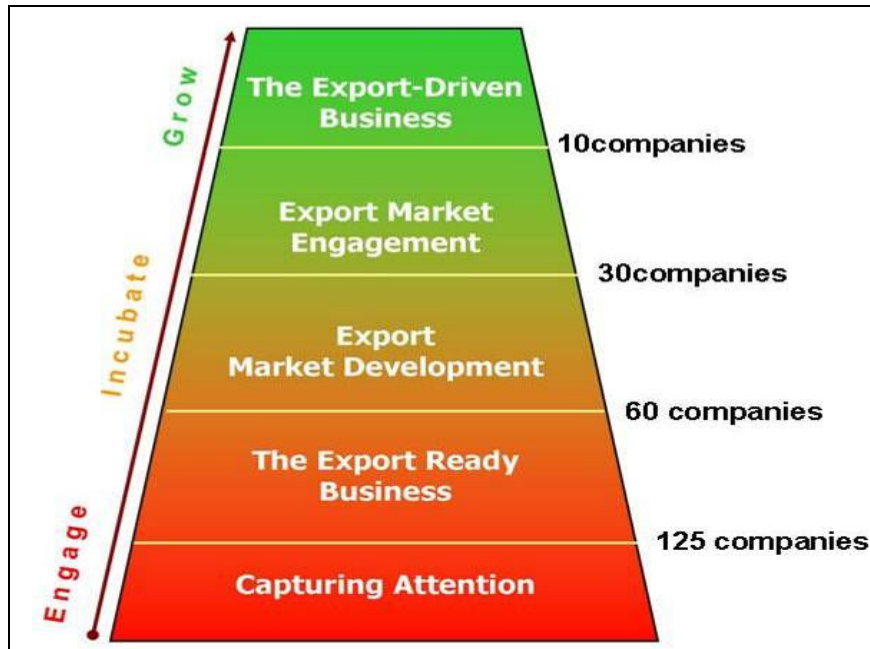 Grow
The Export-Driven
Business
10companies
Export Market
Engagement
30companies
Incubate
Export
Market Development
60 companies
The Export Ready
Business
125 companies
Engage
Capturing Attention